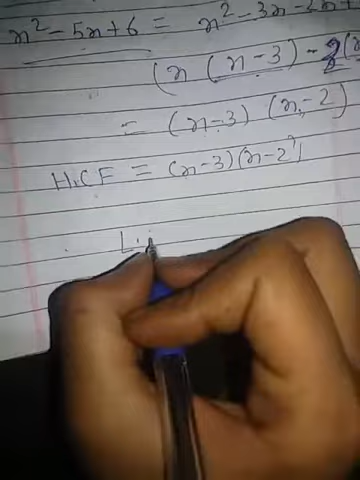 x² - 5x + 6 = x² - 3x - 2x +
(x (x - 3) - 2(x
= (x - 3) (x - 2)
H.C.F = (x - 3)(x - 2)
L.